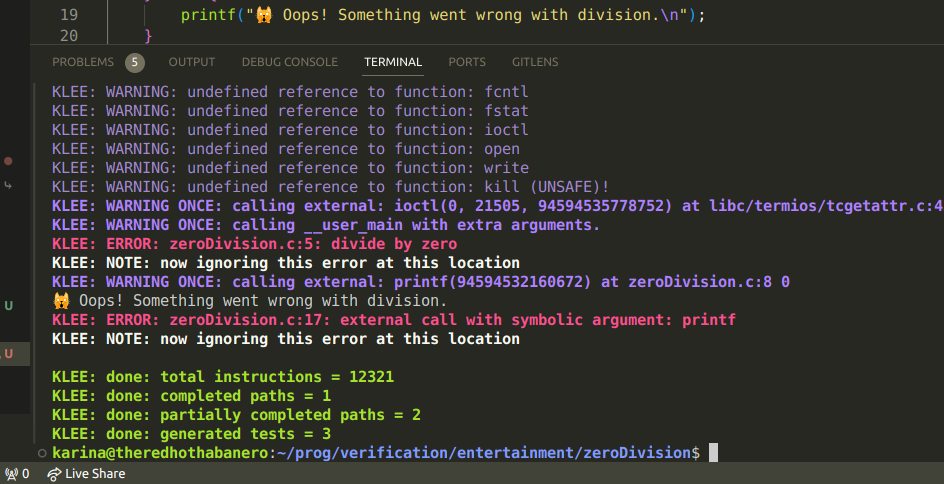 19 printf("🙀 Oops! Something went wrong with division.\n");
20 }
PROBLEMS 5 OUTPUT DEBUG CONSOLE TERMINAL PORTS GITLENS
KLEE: WARNING: undefined reference to function: fcntl
KLEE: WARNING: undefined reference to function: fstat
KLEE: WARNING: undefined reference to function: ioctl
KLEE: WARNING: undefined reference to function: open
KLEE: WARNING: undefined reference to function: write
KLEE: WARNING: undefined reference to function: kill (UNSAFE)!
KLEE: WARNING ONCE: calling external: ioctl(0, 21505, 94594535778752) at libc/termios/tcgetattr.c:4
KLEE: WARNING ONCE: calling __user_main with extra arguments.
KLEE: ERROR: zeroDivision.c:5: divide by zero
KLEE: NOTE: now ignoring this error at this location
KLEE: WARNING ONCE: calling external: printf(94594532160672) at zeroDivision.c:8 0
🙀 Oops! Something went wrong with division.
U
KLEE: ERROR: zeroDivision.c:17: external call with symbolic argument: printf
KLEE: NOTE: now ignoring this error at this location
U
KLEE: done: total instructions = 12321
KLEE: done: completed paths = 1
KLEE: done: partially completed paths = 2
KLEE: done: generated tests = 3
karina@theredhothabanero:~/prog/verification/entertainment/zeroDivision$
0 Live Share